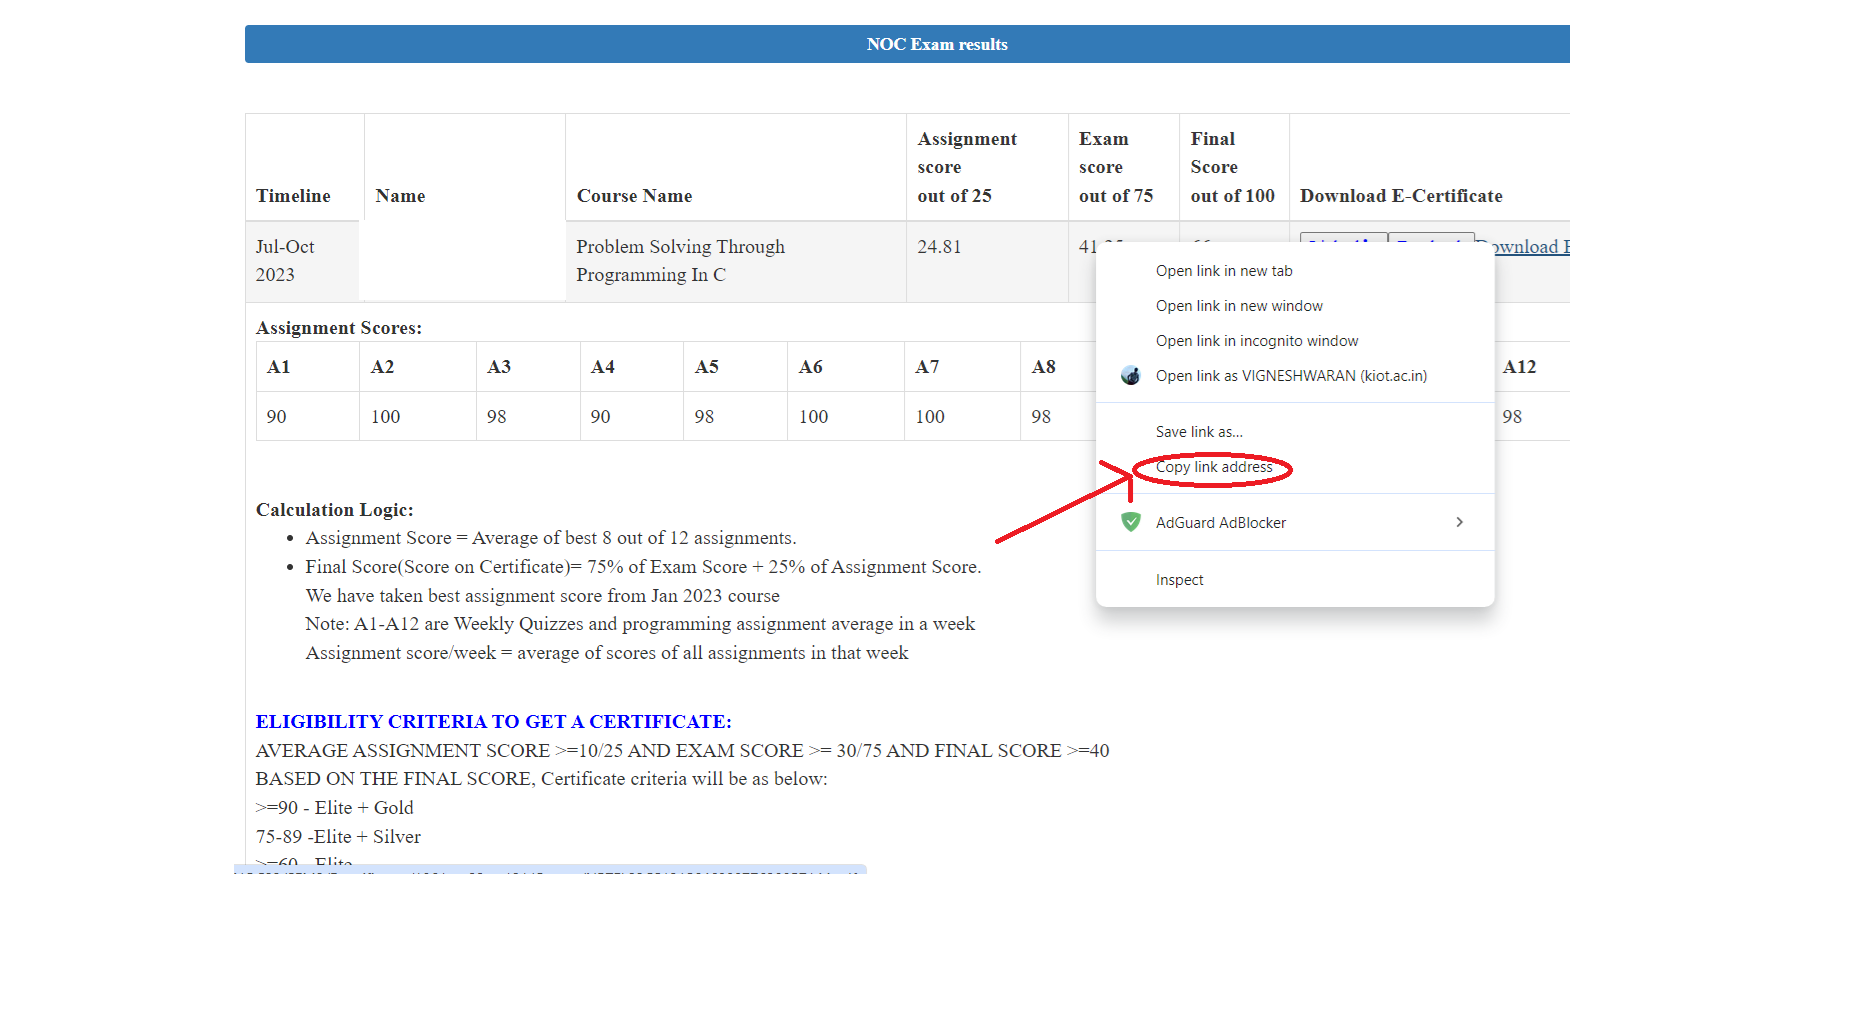 NOC Exam results
Timeline
Name
Course Name
Assignment
score
out of 25
Exam
score
out of 75
Final
Score
out of 100
Download E-Certificate
Jul-Oct
2023
Problem Solving Through
Programming In C
24.81
Open link in new tab
Open link in new window
Open link in incognito window
Open link as VIGNESHWARAN (kiot.ac.in)
Save link as...
Copy link address
AdGuard AdBlocker
Inspect
Assignment Scores:
A1 A2 A3 A4 A5 A6 A7 A8 A12
90 100 98 90 98 100 100 98 98
Calculation Logic:
• Assignment Score = Average of best 8 out of 12 assignments.
• Final Score(Score on Certificate)= 75% of Exam Score + 25% of Assignment Score.
We have taken best assignment score from Jan 2023 course
Note: A1-A12 are Weekly Quizzes and programming assignment average in a week
Assignment score/week = average of scores of all assignments in that week
ELIGIBILITY CRITERIA TO GET A CERTIFICATE:
AVERAGE ASSIGNMENT SCORE >=10/25 AND EXAM SCORE >= 30/75 AND FINAL SCORE >=40
BASED ON THE FINAL SCORE, Certificate criteria will be as below:
>=90 - Elite + Gold
75-89 -Elite + Silver
>=60 - Elite